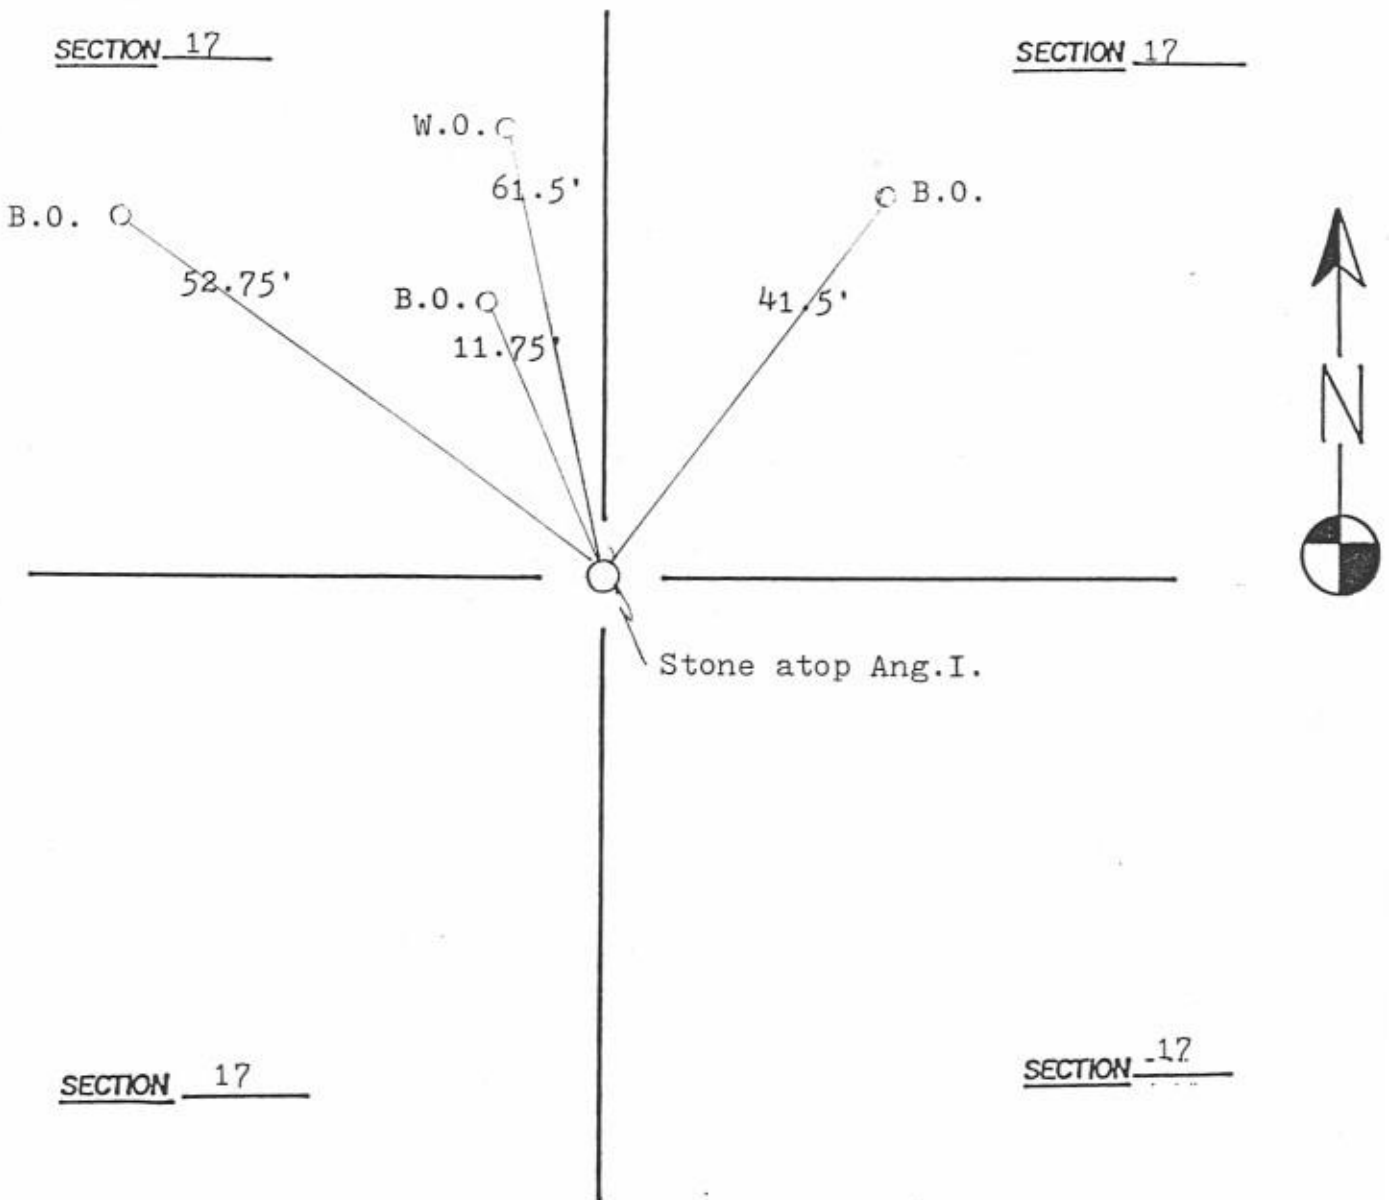 SECTION 17
SECTION 17
W.O.
61.5'
B.O.
B.O.
52.75'
B.O.
41.5'
11.75'
N
Stone atop Ang.I.
SECTION 17
SECTION 17